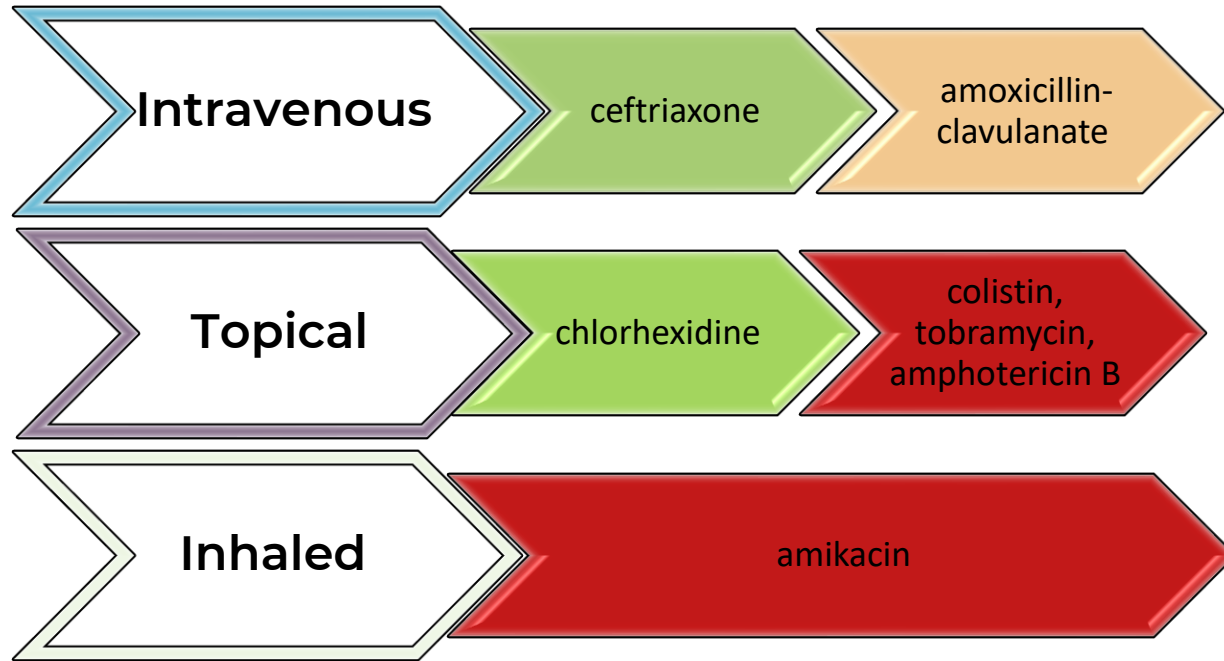 Intravenous
ceftriaxone
amoxicillin-
clavulanate
Topical
chlorhexidine
colistin,
tobramycin,
amphotericin B
Inhaled
amikacin